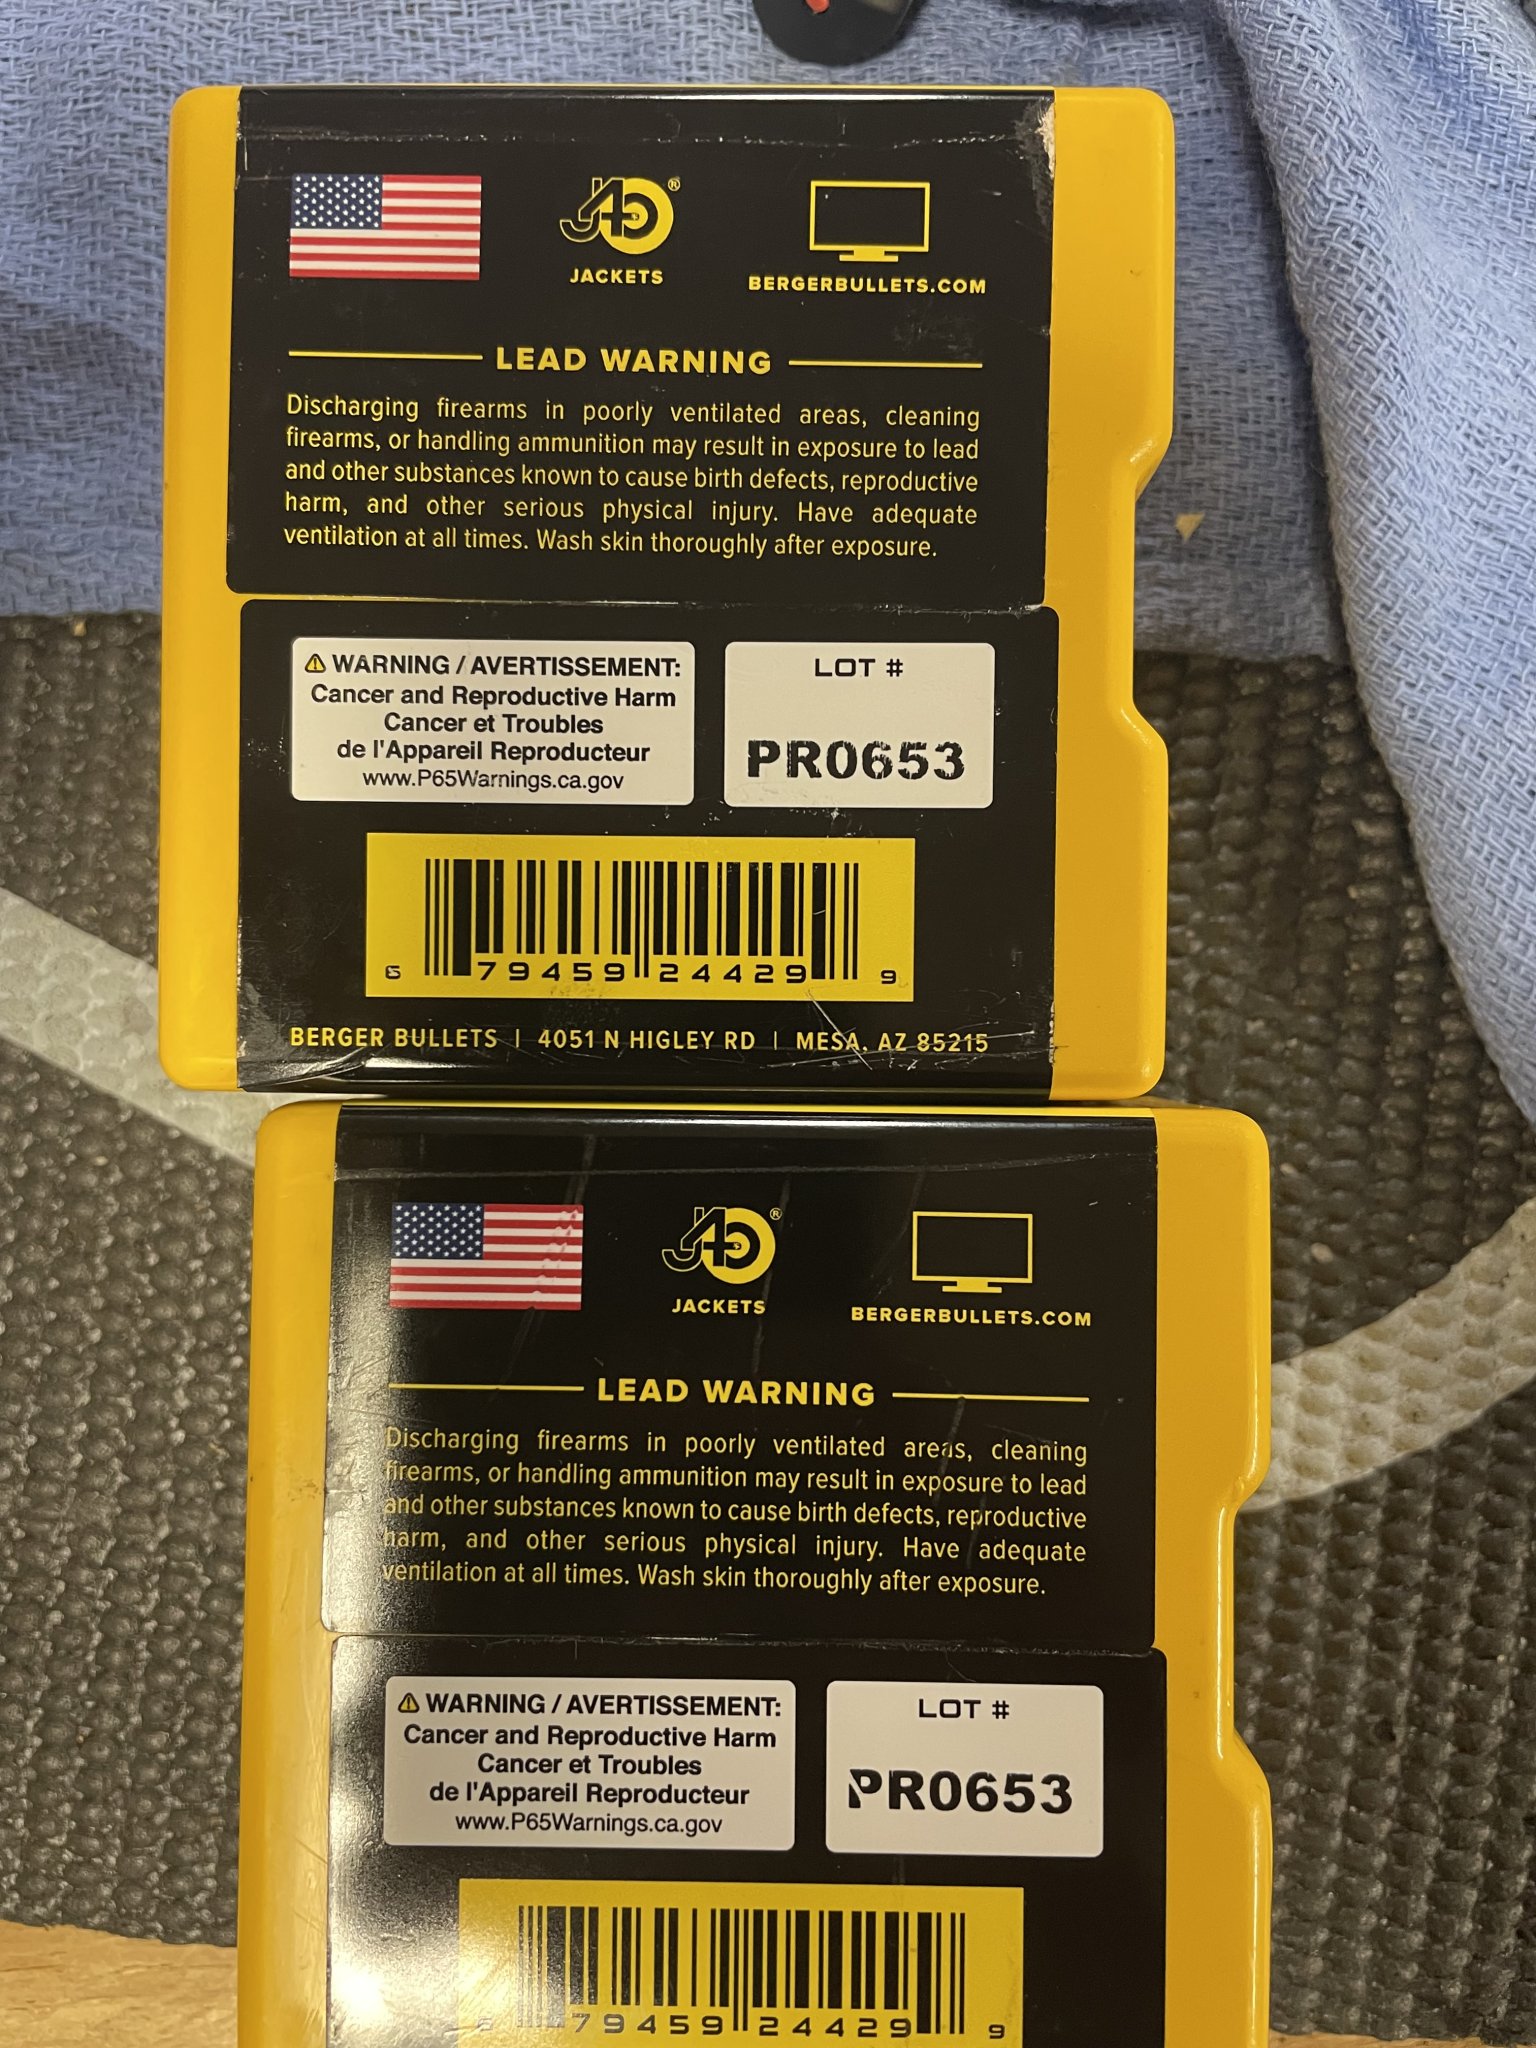 J4
®
JACKETS
BERGERBULLETS.COM
LEAD WARNING
Discharging firearms in poorly ventilated areas, cleaning
firearms, or handling ammunition may result in exposure to lead
and other substances known to cause birth defects, reproductive
harm, and other serious physical injury. Have adequate
ventilation at all times. Wash skin thoroughly after exposure.
WARNING / AVERTISSEMENT:
Cancer and Reproductive Harm
Cancer et Troubles
de l'Appareil Reproducteur
www.P65Warnings.ca.gov
LOT #
PR0653
6 79459 24429 9
BERGER BULLETS | 4051 N HIGLEY RD | MESA, AZ 85215
J4
®
JACKETS
BERGERBULLETS.COM
LEAD WARNING
Discharging firearms in poorly ventilated areas, cleaning
firearms, or handling ammunition may result in exposure to lead
and other substances known to cause birth defects, reproductive
harm, and other serious physical injury. Have adequate
ventilation at all times. Wash skin thoroughly after exposure.
WARNING / AVERTISSEMENT:
Cancer and Reproductive Harm
Cancer et Troubles
de l'Appareil Reproducteur
www.P65Warnings.ca.gov
LOT #
PR0653
6 79459 24429 9